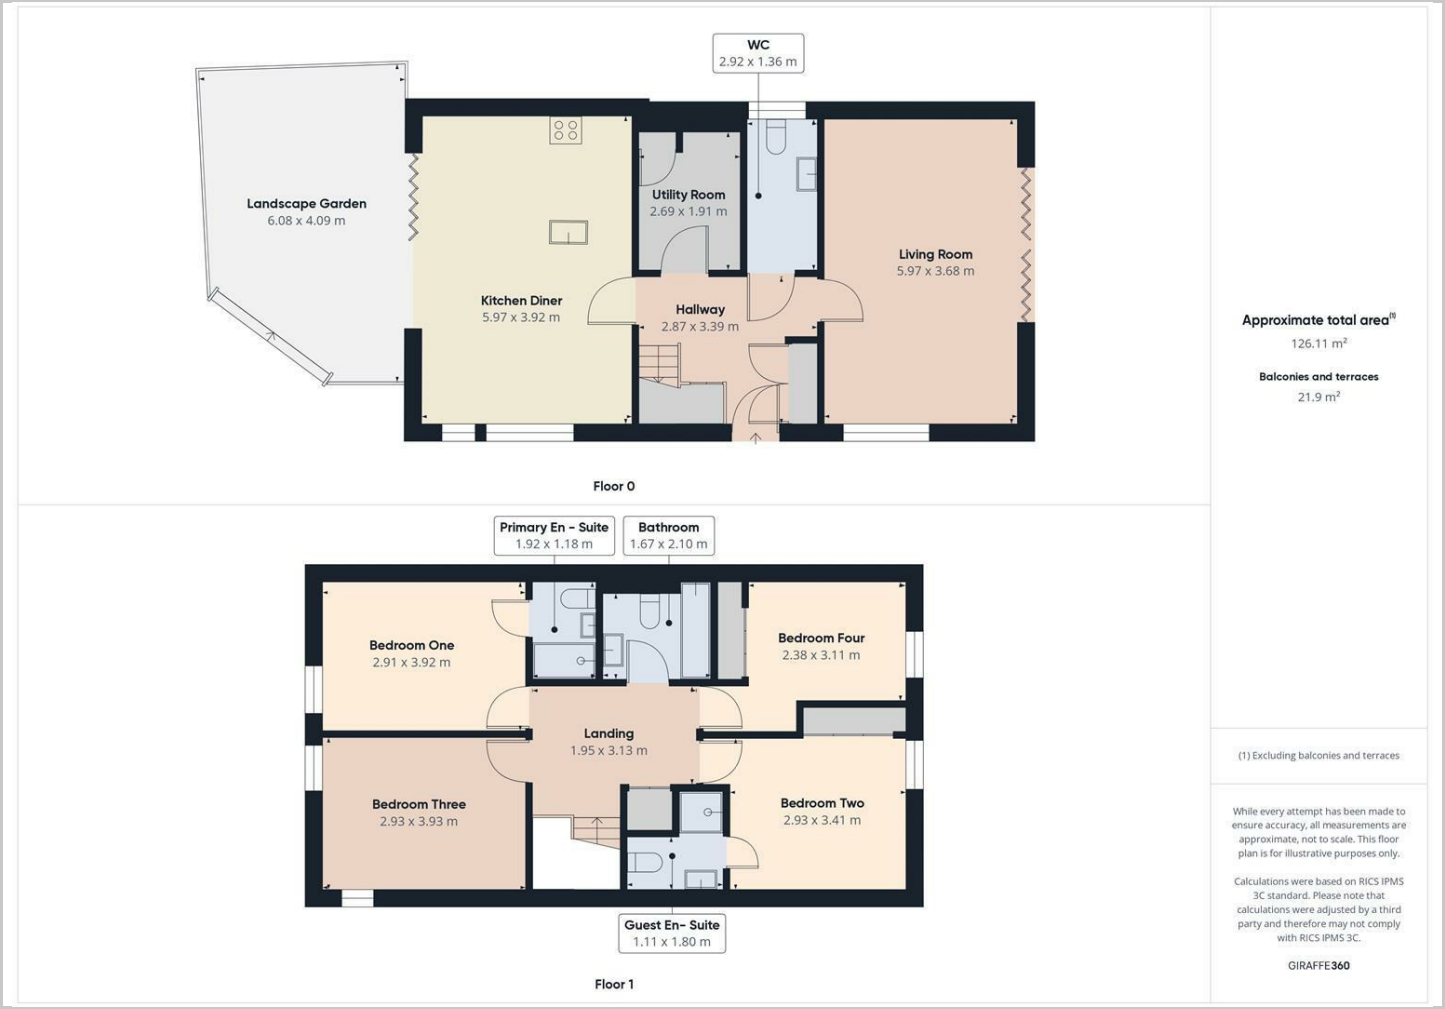 WC
2.92 x 1.36 m
Landscape Garden
6.08 x 4.09 m
Utility Room
2.69 x 1.91 m
Living Room
5.97 x 3.68 m
Kitchen Diner
5.97 x 3.92 m
Hallway
2.87 x 3.39 m
Floor 0
Primary En - Suite
1.92 x 1.18 m
Bathroom
1.67 x 2.10 m
Bedroom One
2.91 x 3.92 m
Bedroom Four
2.38 x 3.11 m
Landing
1.95 x 3.13 m
Bedroom Three
2.93 x 3.93 m
Bedroom Two
2.93 x 3.41 m
Guest En- Suite
1.11 x 1.80 m
Floor 1
Approximate total area(1)
126.11 m²
Balconies and terraces
21.9 m²
(1) Excluding balconies and terraces
While every attempt has been made to
ensure accuracy, all measurements are
approximate, not to scale. This floor
plan is for illustrative purposes only.
Calculations were based on RICS IPMS
3C standard. Please note that
calculations were adjusted by a third
party and therefore may not comply
with RICS IPMS 3C.
GIRAFFE360